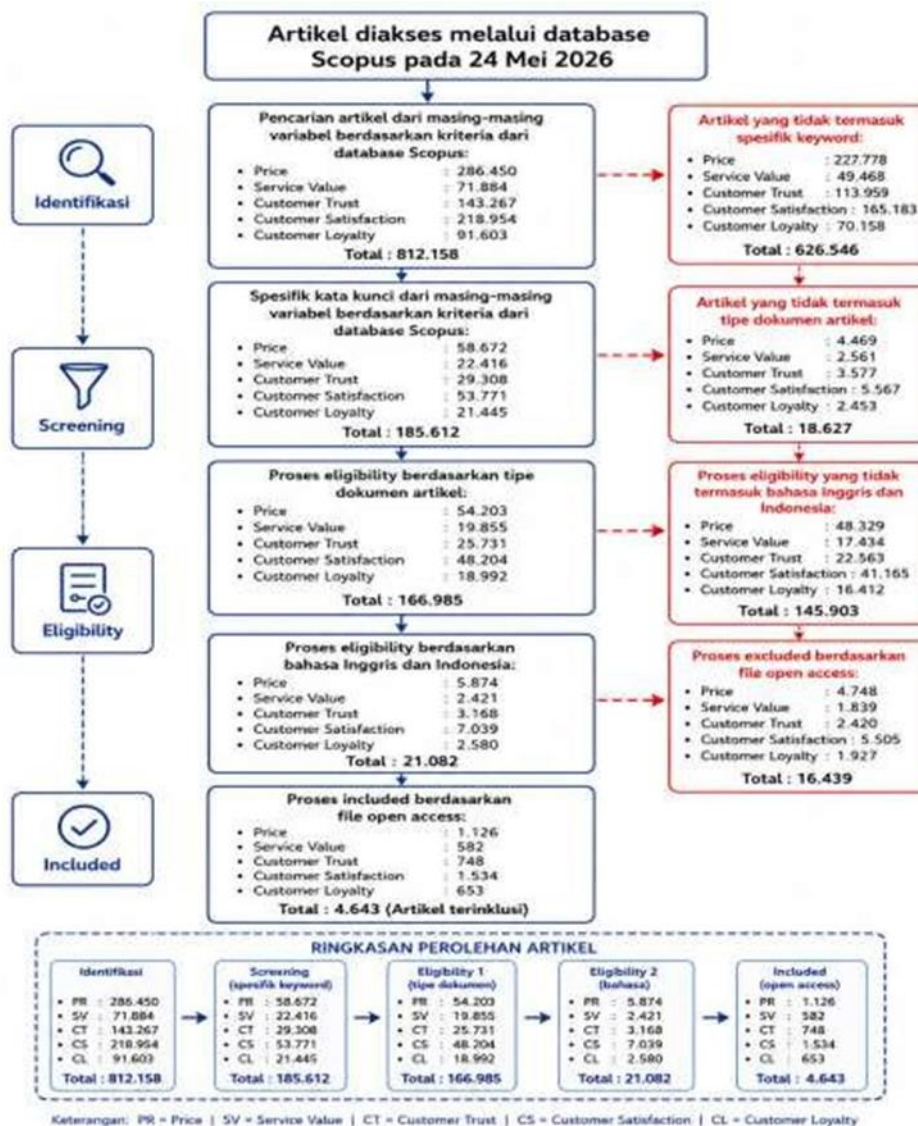 Artikel diakses melalui database
Scopus pada 24 Mei 2026
Identifikasi
Pencarian artikel dari masing-masing
variabel berdasarkan kriteria dari
database Scopus:
• Price : 286.450
• Service Value : 71.884
• Customer Trust : 143.267
• Customer Satisfaction : 218.954
• Customer Loyalty : 91.603
Total : 812.158
Artikel yang tidak termasuk
spesifik keyword:
• Price : 227.778
• Service Value : 49.468
• Customer Trust : 113.959
• Customer Satisfaction : 165.183
• Customer Loyalty : 70.158
Total : 626.546
Screening
Spesifik kata kunci dari masing-masing
variabel berdasarkan kriteria dari
database Scopus:
• Price : 58.672
• Service Value : 22.416
• Customer Trust : 29.308
• Customer Satisfaction : 53.771
• Customer Loyalty : 21.445
Total : 185.612
Artikel yang tidak termasuk
tipe dokumen artikel:
• Price : 4.469
• Service Value : 2.561
• Customer Trust : 3.577
• Customer Satisfaction : 5.567
• Customer Loyalty : 2.453
Total : 18.627
Eligibility
Proses eligibility berdasarkan tipe
dokumen artikel:
• Price : 54.203
• Service Value : 19.855
• Customer Trust : 25.731
• Customer Satisfaction : 48.204
• Customer Loyalty : 18.992
Total : 166.985
Proses eligibility yang tidak
termasuk bahasa Inggris dan
Indonesia:
• Price : 48.329
• Service Value : 17.434
• Customer Trust : 22.563
• Customer Satisfaction : 41.165
• Customer Loyalty : 16.412
Total : 145.903
Proses eligibility berdasarkan
bahasa Inggris dan Indonesia:
• Price : 5.874
• Service Value : 2.421
• Customer Trust : 3.168
• Customer Satisfaction : 7.039
• Customer Loyalty : 2.580
Total : 21.082
Proses excluded berdasarkan
file open access:
• Price : 4.748
• Service Value : 1.839
• Customer Trust : 2.420
• Customer Satisfaction : 5.505
• Customer Loyalty : 1.927
Total : 16.439
Included
Proses included berdasarkan
file open access:
• Price : 1.126
• Service Value : 582
• Customer Trust : 748
• Customer Satisfaction : 1.534
• Customer Loyalty : 653
Total : 4.643 (Artikel terinklusi)
RINGKASAN PEROLEHAN ARTIKEL
Identifikasi
• PR : 286.450
• SV : 71.884
• CT : 143.267
• CS : 218.954
• CL : 91.603
Total : 812.158
Screening
(spesifik keyword)
• PR : 58.672
• SV : 22.416
• CT : 29.308
• CS : 53.771
• CL : 21.445
Total : 185.612
Eligibility 1
(tipe dokumen)
• PR : 54.203
• SV : 19.855
• CT : 25.731
• CS : 48.204
• CL : 18.992
Total : 166.985
Eligibility 2
(bahasa)
• PR : 5.874
• SV : 2.421
• CT : 3.168
• CS : 7.039
• CL : 2.580
Total : 21.082
Included
(open access)
• PR : 1.126
• SV : 582
• CT : 748
• CS : 1.534
• CL : 653
Total : 4.643
Keterangan: PR = Price | SV = Service Value | CT = Customer Trust | CS = Customer Satisfaction | CL = Customer Loyalty